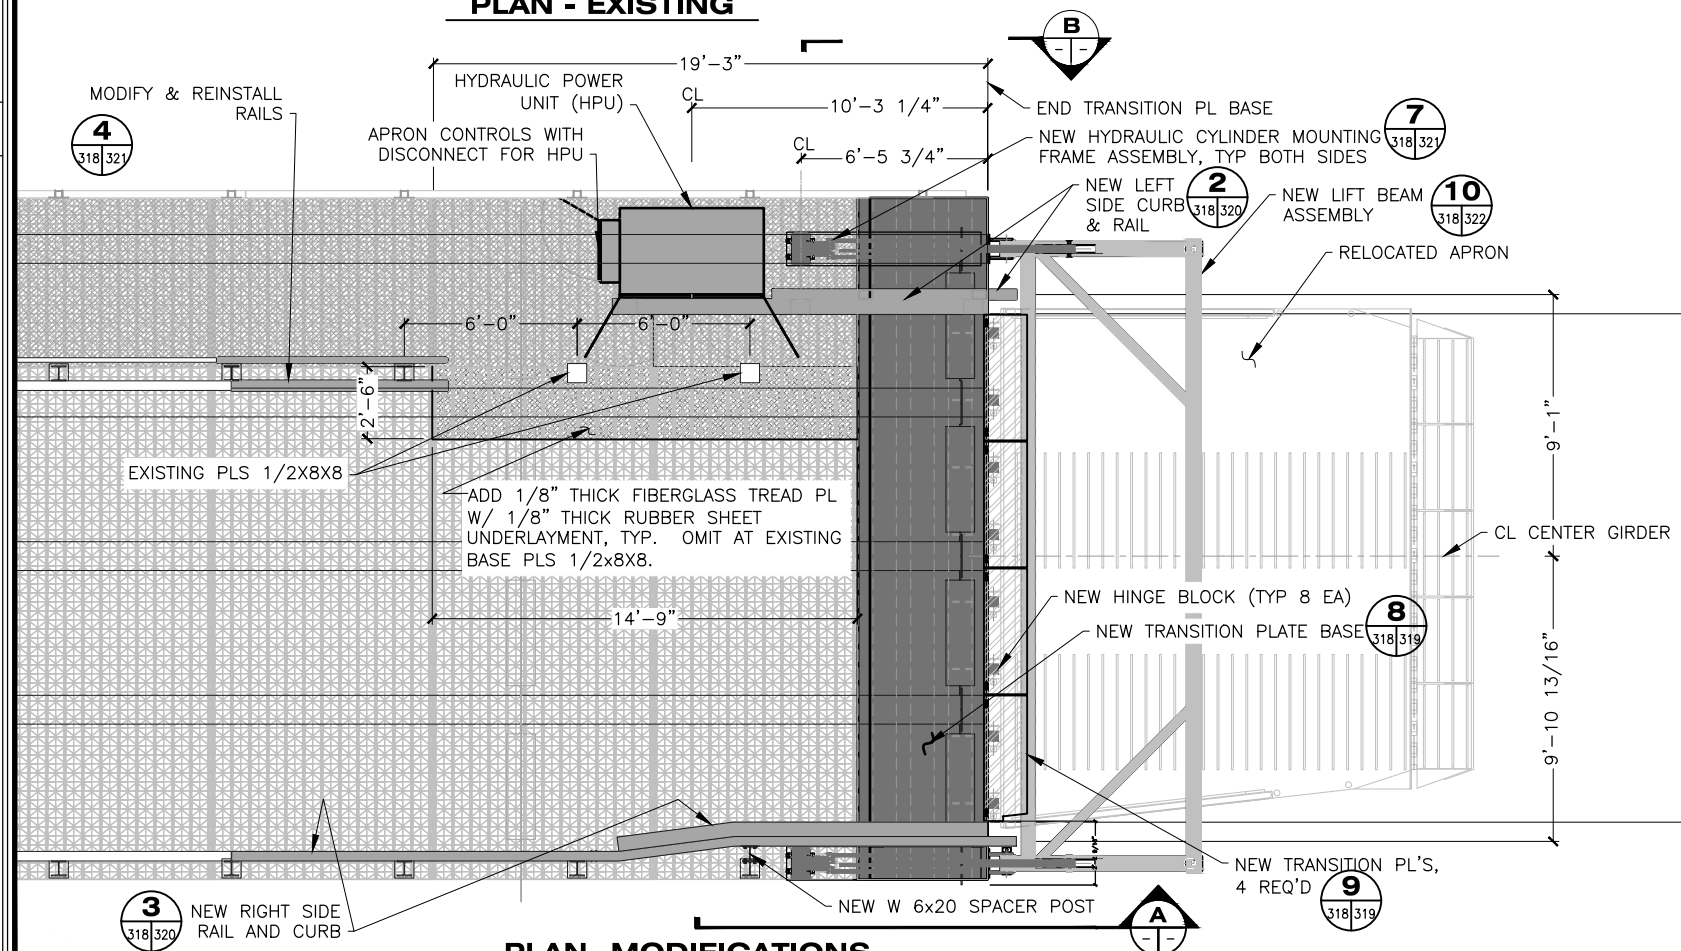 PLAN - EXISTING
B
- -
19'-3"
HYDRAULIC POWER
UNIT (HPU)
CL
10'-3 1/4"
MODIFY & REINSTALL
RAILS
4
318 321
APRON CONTROLS WITH
DISCONNECT FOR HPU
CL
6'-5 3/4"
END TRANSITION PL BASE
NEW HYDRAULIC CYLINDER MOUNTING
FRAME ASSEMBLY, TYP BOTH SIDES
7
318 321
NEW LEFT
SIDE CURB
& RAIL
2
318 320
NEW LIFT BEAM
ASSEMBLY
10
318 322
RELOCATED APRON
6'-0"
6'-0"
2'-6"
9'-1"
EXISTING PLS 1/2X8X8
ADD 1/8" THICK FIBERGLASS TREAD PL
W/ 1/8" THICK RUBBER SHEET
UNDERLAYMENT, TYP. OMIT AT EXISTING
BASE PLS 1/2x8X8.
CL CENTER GIRDER
14'-9"
NEW HINGE BLOCK (TYP 8 EA)
NEW TRANSITION PLATE BASE
8
318 319
9'-10 13/16"
NEW TRANSITION PL'S,
4 REQ'D
9
318 319
3
318 320
NEW RIGHT SIDE
RAIL AND CURB
NEW W 6x20 SPACER POST
A
- -
PLAN- MODIFICATIONS